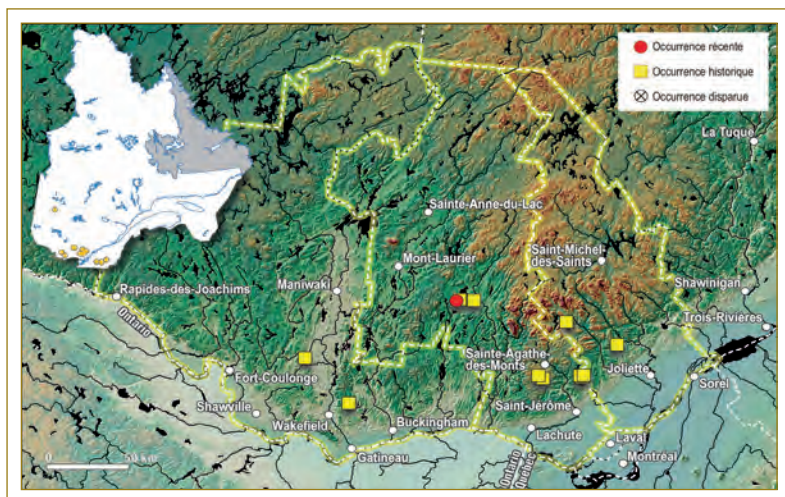 Occurrence récente
Occurrence historique
Occurrence disparue
La Tuque
Sainte-Anne-du-Lac
Saint-Michel-
des-Saints
Mont-Laurier
Maniwaki
Shawinigan
Rapides-des-Joachims
Trois-Rivières
Ontario
Sainte-Agathe-
des-Monts
Fort-Coulonge
Joliette
Sorel
Shawville
Saint-Jérôme
Wakefield
Buckingham
Lachute
Laval
Gatineau
Montréal
Ontario
Québec
0 50 km